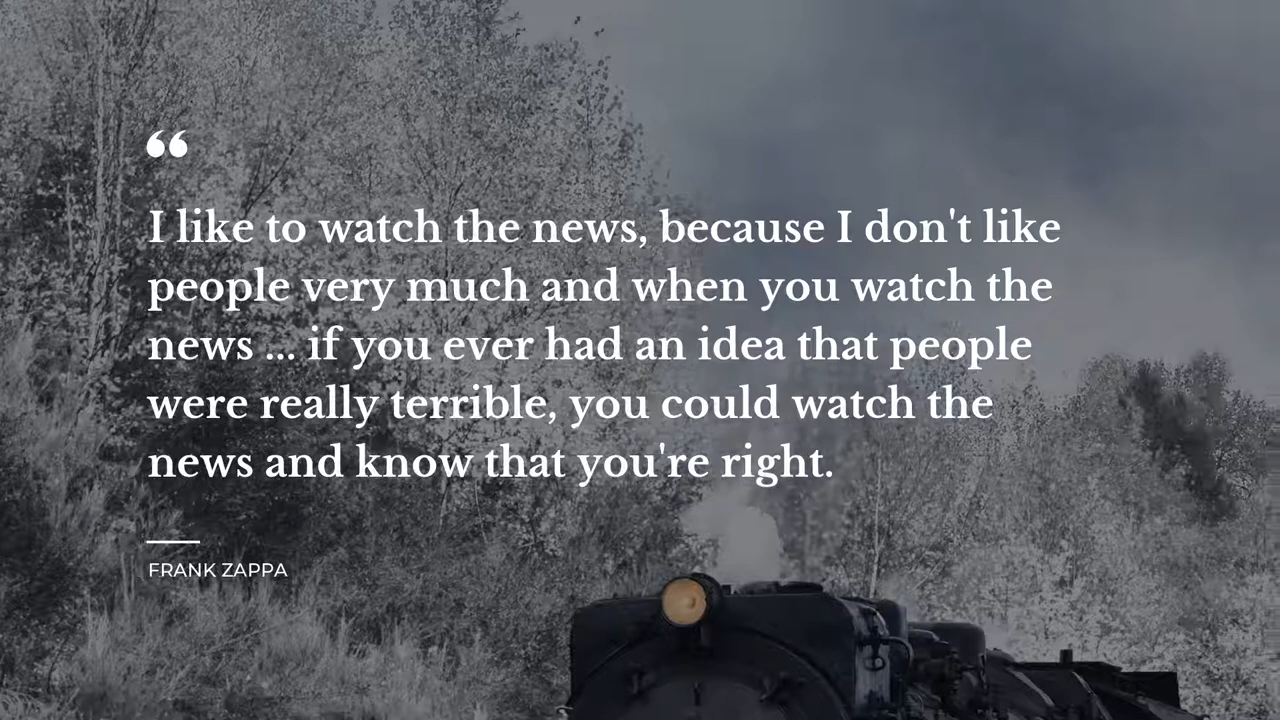 “
I like to watch the news, because I don't like
people very much and when you watch the
news ... if you ever had an idea that people
were really terrible, you could watch the
news and know that you're right.
FRANK ZAPPA